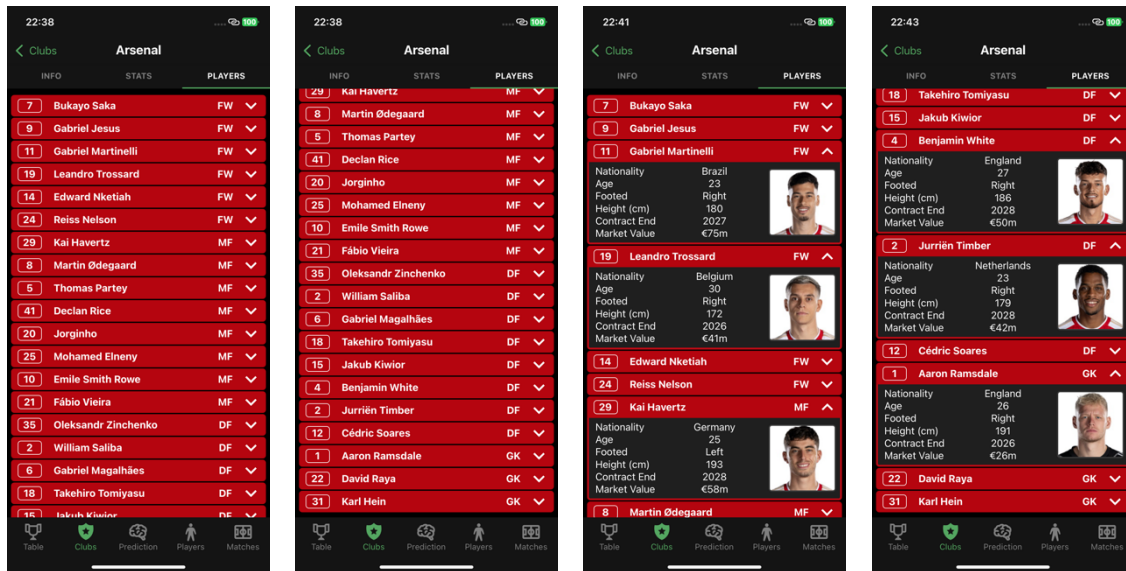 22:38
100
Clubs
Arsenal
INFO STATS PLAYERS
7 Bukayo Saka FW
9 Gabriel Jesus FW
11 Gabriel Martinelli FW
19 Leandro Trossard FW
14 Edward Nketiah FW
24 Reiss Nelson FW
29 Kai Havertz MF
8 Martin Ødegaard MF
5 Thomas Partey MF
41 Declan Rice MF
20 Jorginho MF
25 Mohamed Elneny MF
10 Emile Smith Rowe MF
21 Fábio Vieira MF
35 Oleksandr Zinchenko DF
2 William Saliba DF
6 Gabriel Magalhães DF
18 Takehiro Tomiyasu DF
15 Jakub Kiwior DF
Table Clubs Prediction Players Matches
22:38
100
Clubs
Arsenal
INFO STATS PLAYERS
29 Kai Havertz MF
8 Martin Ødegaard MF
5 Thomas Partey MF
41 Declan Rice MF
20 Jorginho MF
25 Mohamed Elneny MF
10 Emile Smith Rowe MF
21 Fábio Vieira MF
35 Oleksandr Zinchenko DF
2 William Saliba DF
6 Gabriel Magalhães DF
18 Takehiro Tomiyasu DF
15 Jakub Kiwior DF
4 Benjamin White DF
2 Jurriën Timber DF
12 Cédric Soares DF
1 Aaron Ramsdale GK
22 David Raya GK
31 Karl Hein GK
Table Clubs Prediction Players Matches
22:41
100
Clubs
Arsenal
INFO STATS PLAYERS
7 Bukayo Saka FW
9 Gabriel Jesus FW
11 Gabriel Martinelli FW
Nationality Brazil
Age 23
Footed Right
Height (cm) 180
Contract End 2027
Market Value €75m
19 Leandro Trossard FW
Nationality Belgium
Age 30
Footed Right
Height (cm) 172
Contract End 2026
Market Value €41m
14 Edward Nketiah FW
24 Reiss Nelson FW
29 Kai Havertz MF
Nationality Germany
Age 25
Footed Left
Height (cm) 193
Contract End 2028
Market Value €58m
8 Martin Ødegaard MF
Table Clubs Prediction Players Matches
22:43
100
Clubs
Arsenal
INFO STATS PLAYERS
18 Takehiro Tomiyasu DF
15 Jakub Kiwior DF
4 Benjamin White DF
Nationality England
Age 27
Footed Right
Height (cm) 186
Contract End 2028
Market Value €50m
2 Jurriën Timber DF
Nationality Netherlands
Age 23
Footed Right
Height (cm) 179
Contract End 2028
Market Value €42m
12 Cédric Soares DF
1 Aaron Ramsdale GK
Nationality England
Age 26
Footed Right
Height (cm) 191
Contract End 2026
Market Value €26m
22 David Raya GK
31 Karl Hein GK
Table Clubs Prediction Players Matches